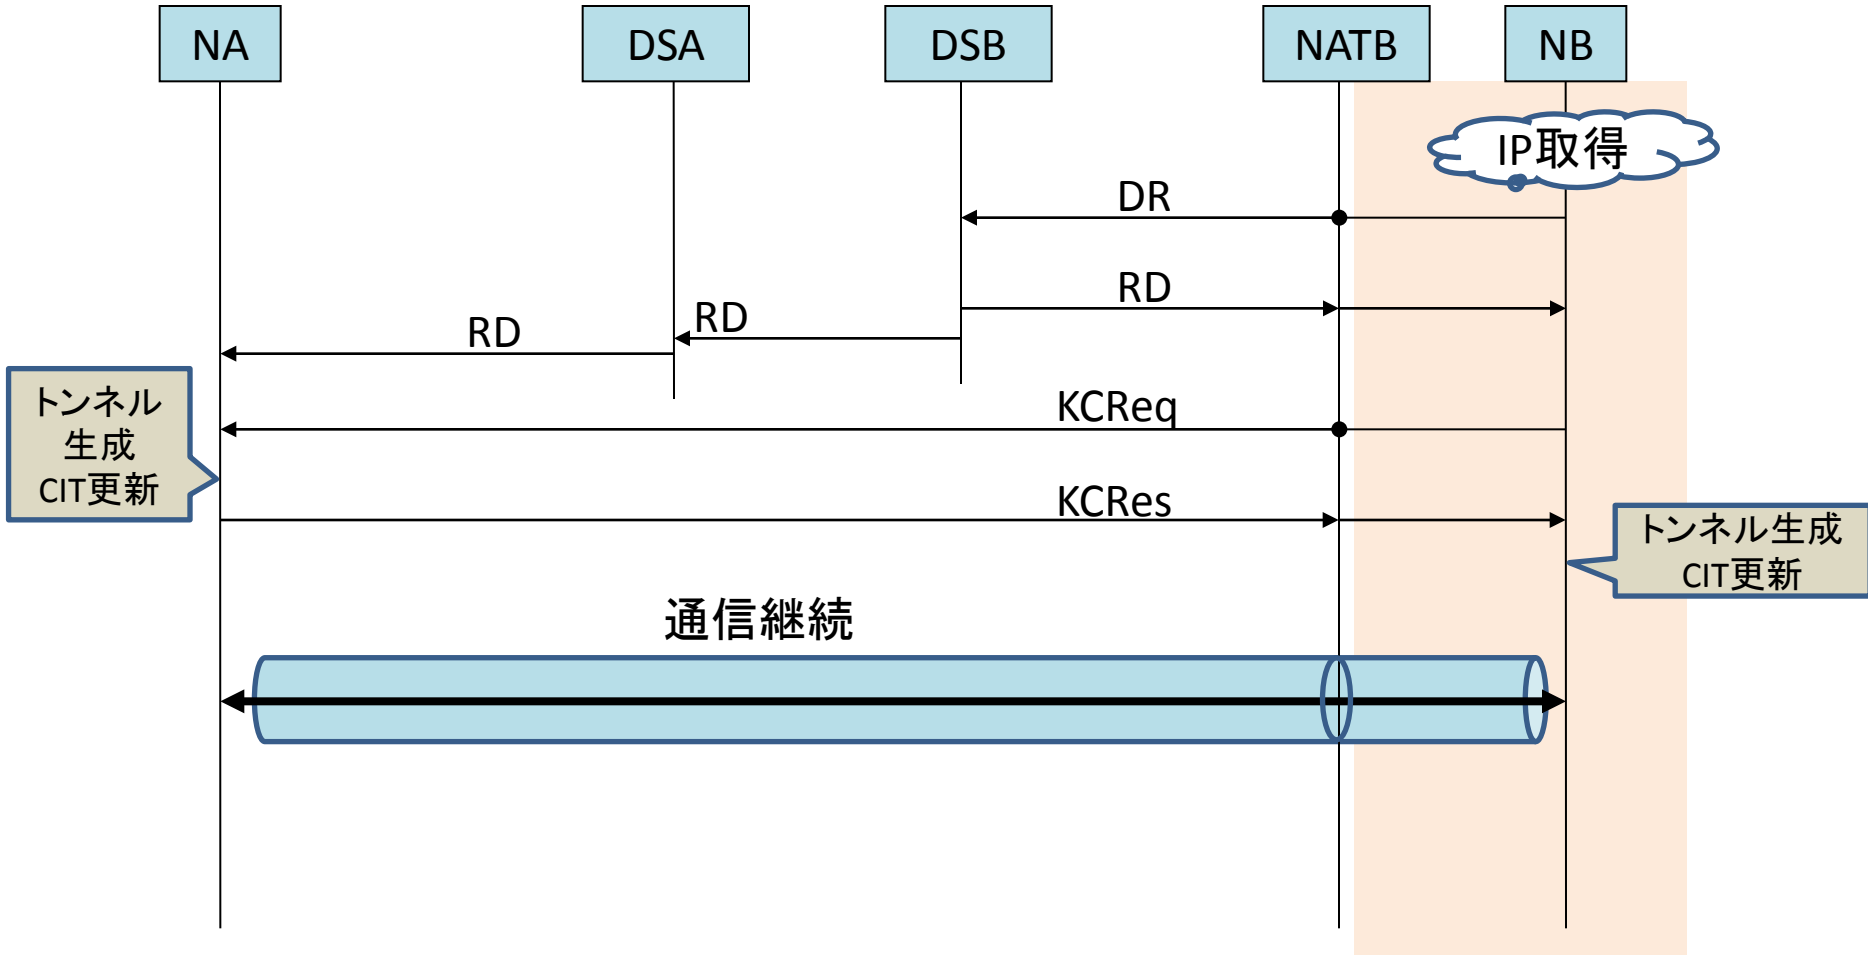 NA
DSA
DSB
NATB
NB
IP取得
DR
RD
RD
RD
トンネル
生成
CIT更新
KCReq
KCRes
トンネル生成
CIT更新
通信継続